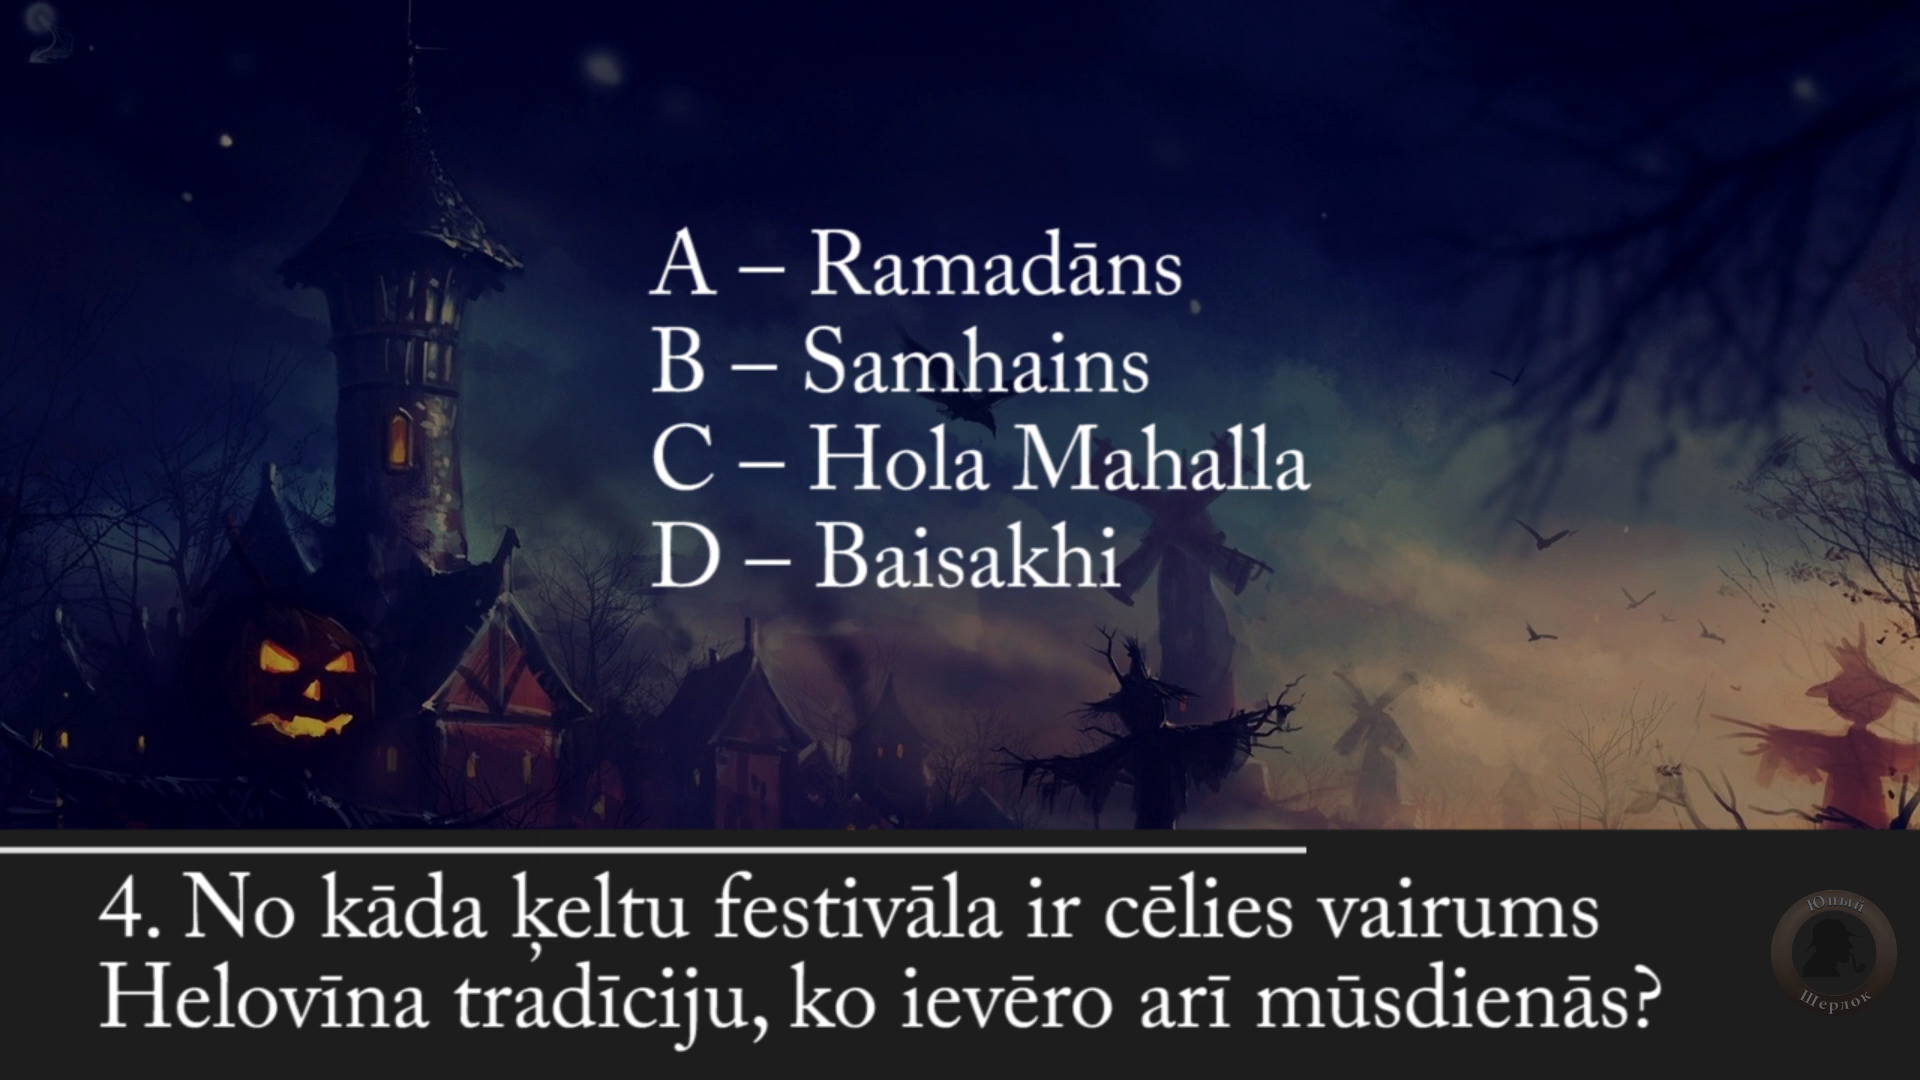 A – Ramadāns
B – Samhains
C – Hola Mahalla
D – Baisakhi
4. No kāda ķeltu festivāla ir cēlies vairums
Helovīna tradīciju, ko ievēro arī mūsdienās?
Юный
Шерлок